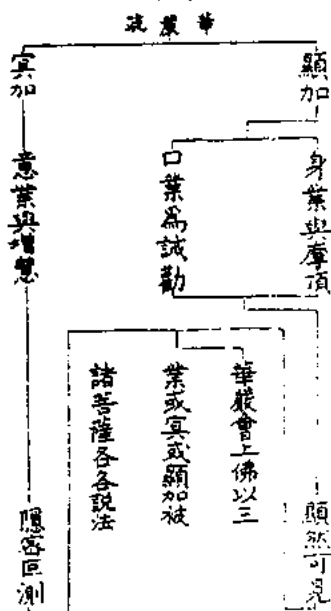 華嚴疏
顯加
身業與摩頂
口業為誡勸
顯然可見
華嚴會上佛以三
業或冥或顯加被
諸菩薩各各說法
冥加
意業與增慧
隱密叵測